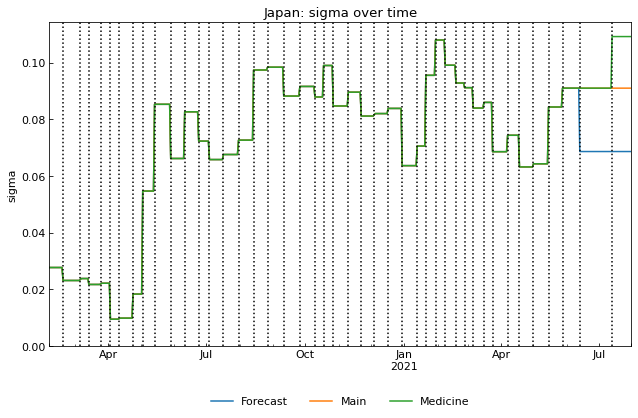 Japan: sigma over time
sigma
0.10
0.08
0.06
0.04
0.02
0.00
Apr
Jul
Oct
Jan
2021
Apr
Jul
Forecast
Main
Medicine